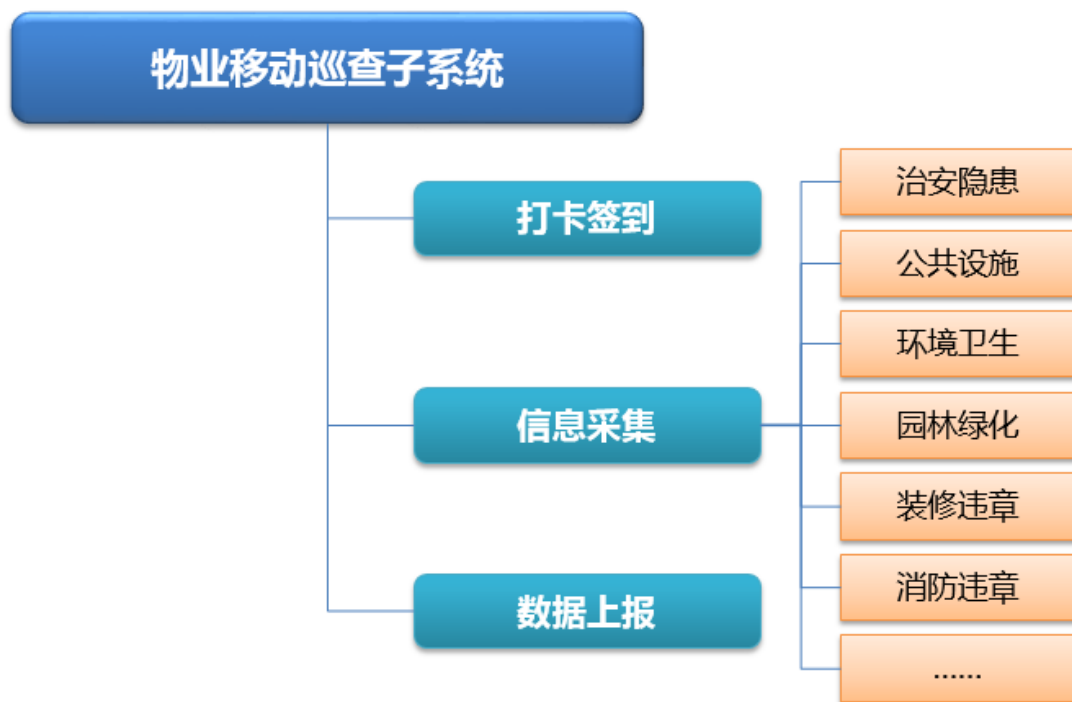 物业移动巡查子系统
打卡签到
信息采集
数据上报
治安隐患
公共设施
环境卫生
园林绿化
装修违章
消防违章
......